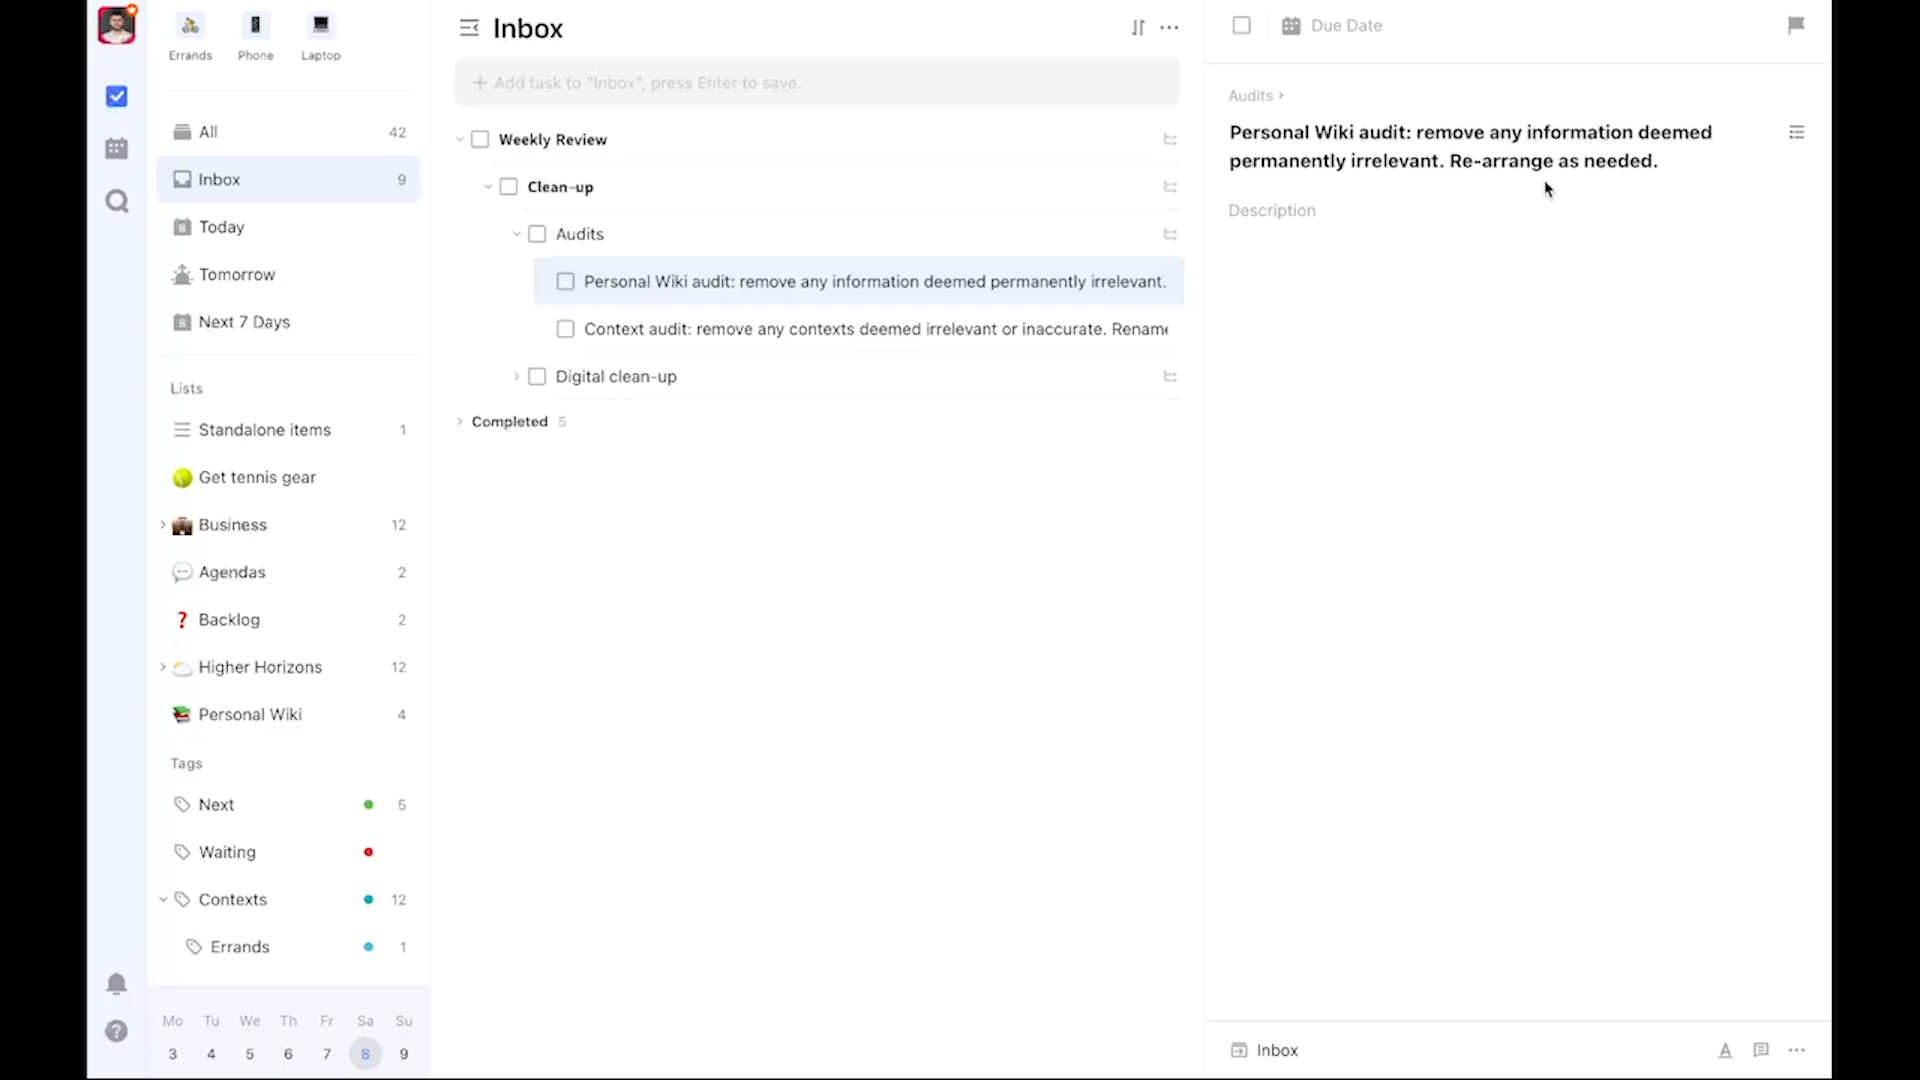 Errands
Phone
Laptop
All 42
Inbox 9
8 Today
Tomorrow
S Next 7 Days
Lists
Standalone items 1
Get tennis gear
Business 12
Agendas 2
Backlog 2
Higher Horizons 12
Personal Wiki 4
Tags
Next 5
Waiting
Contexts 12
Errands 1
Mo Tu We Th Fr Sa Su
3 4 5 6 7 8 9
Inbox
Add task to "Inbox", press Enter to save.
Weekly Review
Clean-up
Audits
Personal Wiki audit: remove any information deemed permanently irrelevant.
Context audit: remove any contexts deemed irrelevant or inaccurate. Rename
Digital clean-up
Completed 5
Due Date
Audits
Personal Wiki audit: remove any information deemed
permanently irrelevant. Re-arrange as needed.
Description
Inbox